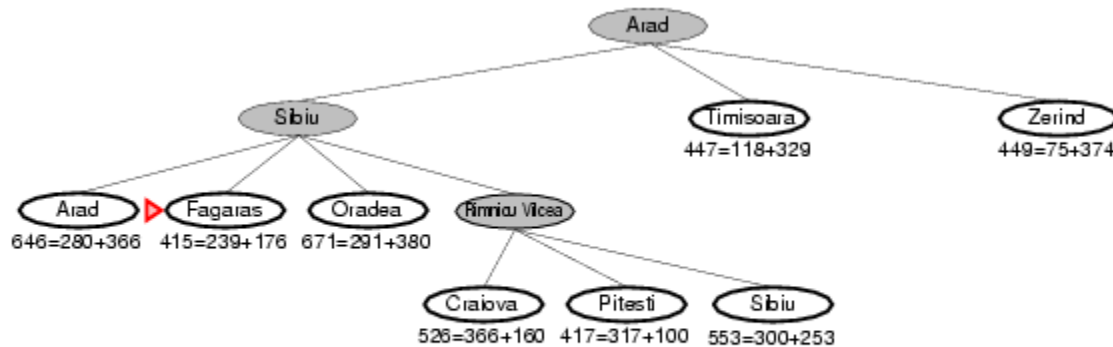 Arad
Sibiu
Timisoara
Zerind
447=118+329
449=75+374
Arad
Fagaras
Oradea
Rimnicu Vilcea
646=280+366
415=239+176
671=291+380
Craiova
Pitesti
Sibiu
526=366+160
417=317+100
553=300+253